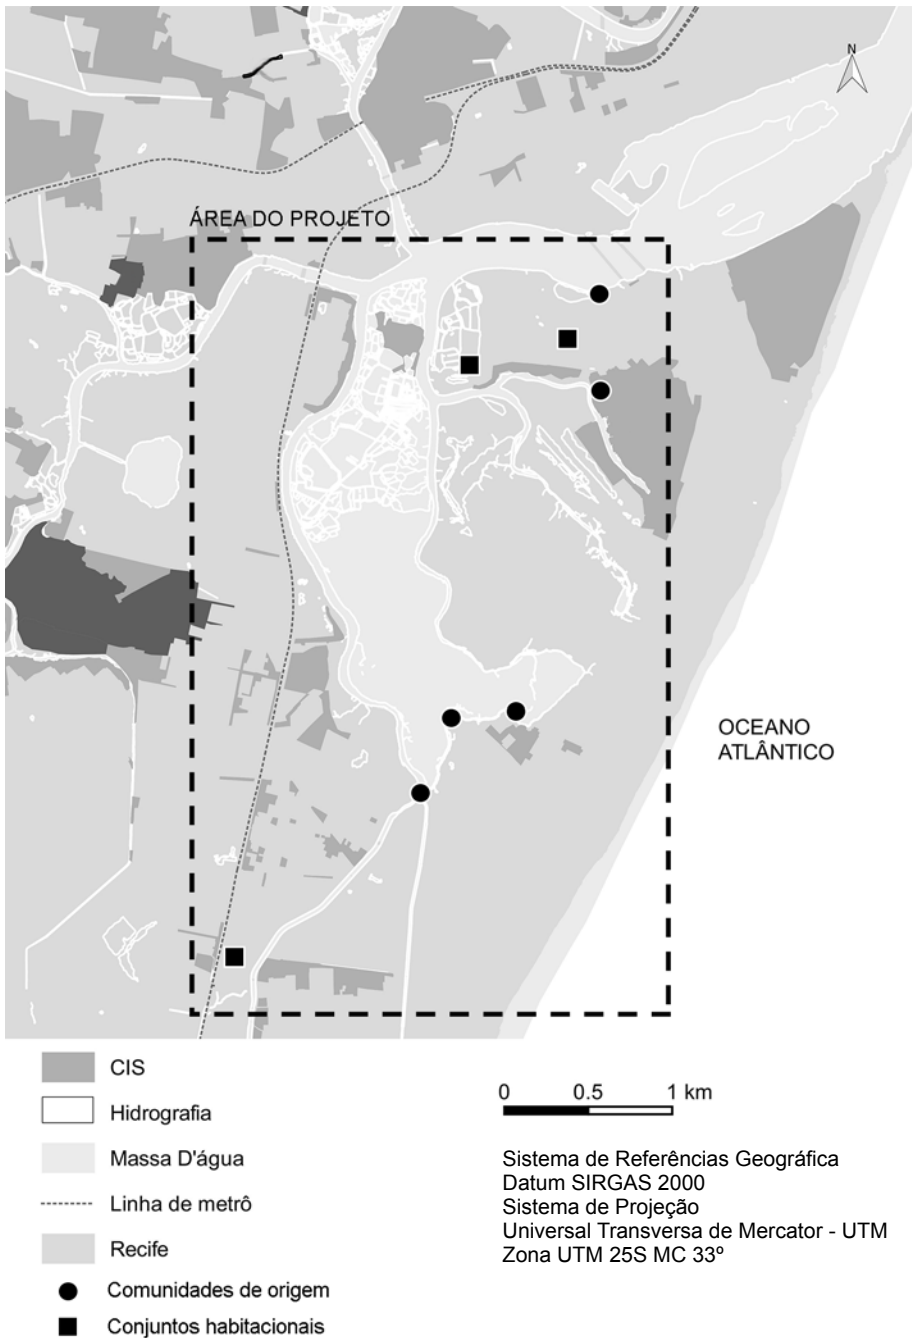 N
ÁREA DO PROJETO
OCEANO
ATLÂNTICO
CIS
Hidrografia
Massa D'água
Linha de metrô
Recife
Comunidades de origem
Conjuntos habitacionais
0 0.5 1 km
Sistema de Referências Geográfica
Datum SIRGAS 2000
Sistema de Projeção
Universal Transversa de Mercator - UTM
Zona UTM 25S MC 33º